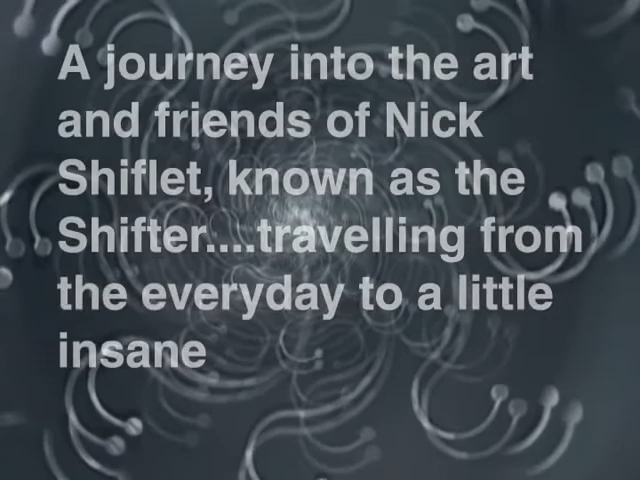 A journey into the art
and friends of Nick
Shiflet, known as the
Shifter....travelling from
the everyday to a little
insane